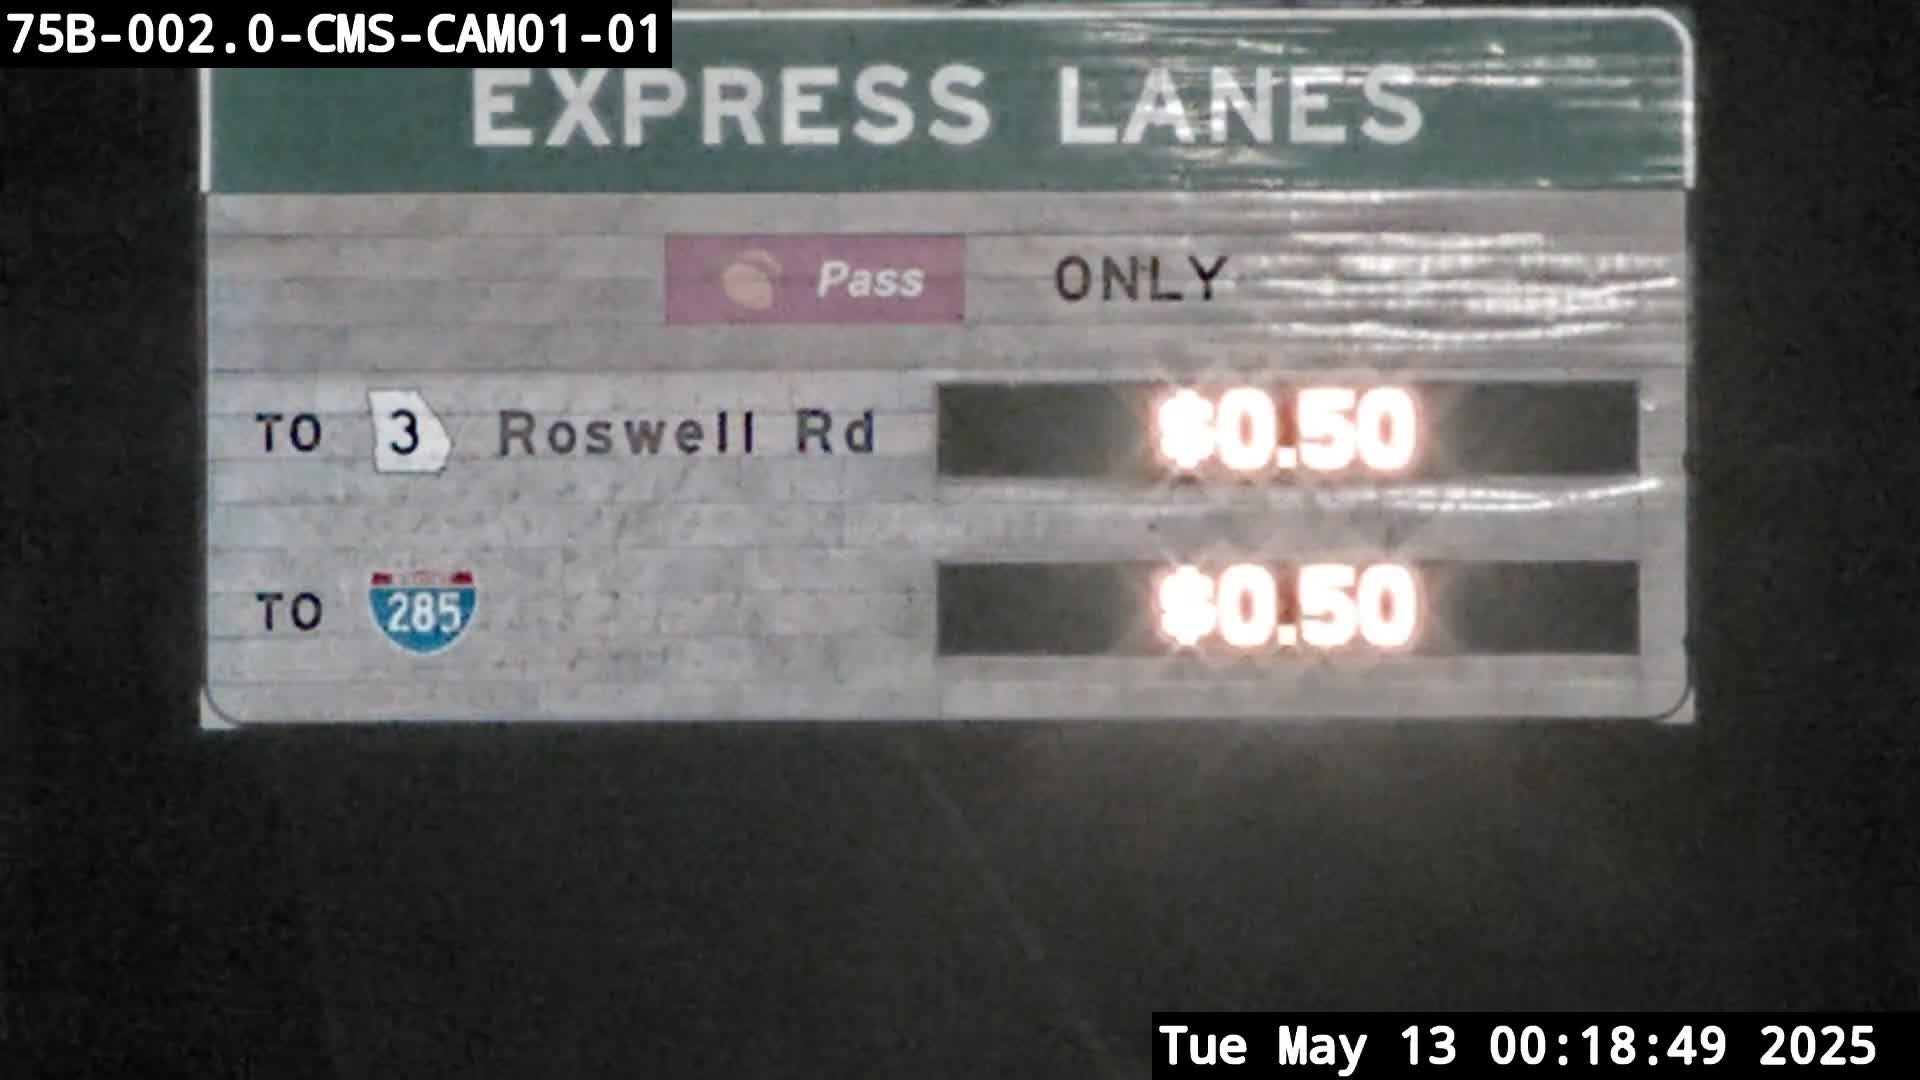 75B-002.0-CMS-CAM01-01
EXPRESS LANES
Pass ONLY
TO 3 Roswell Rd $0.50
TO 285 $0.50
Tue May 13 00:18:49 2025